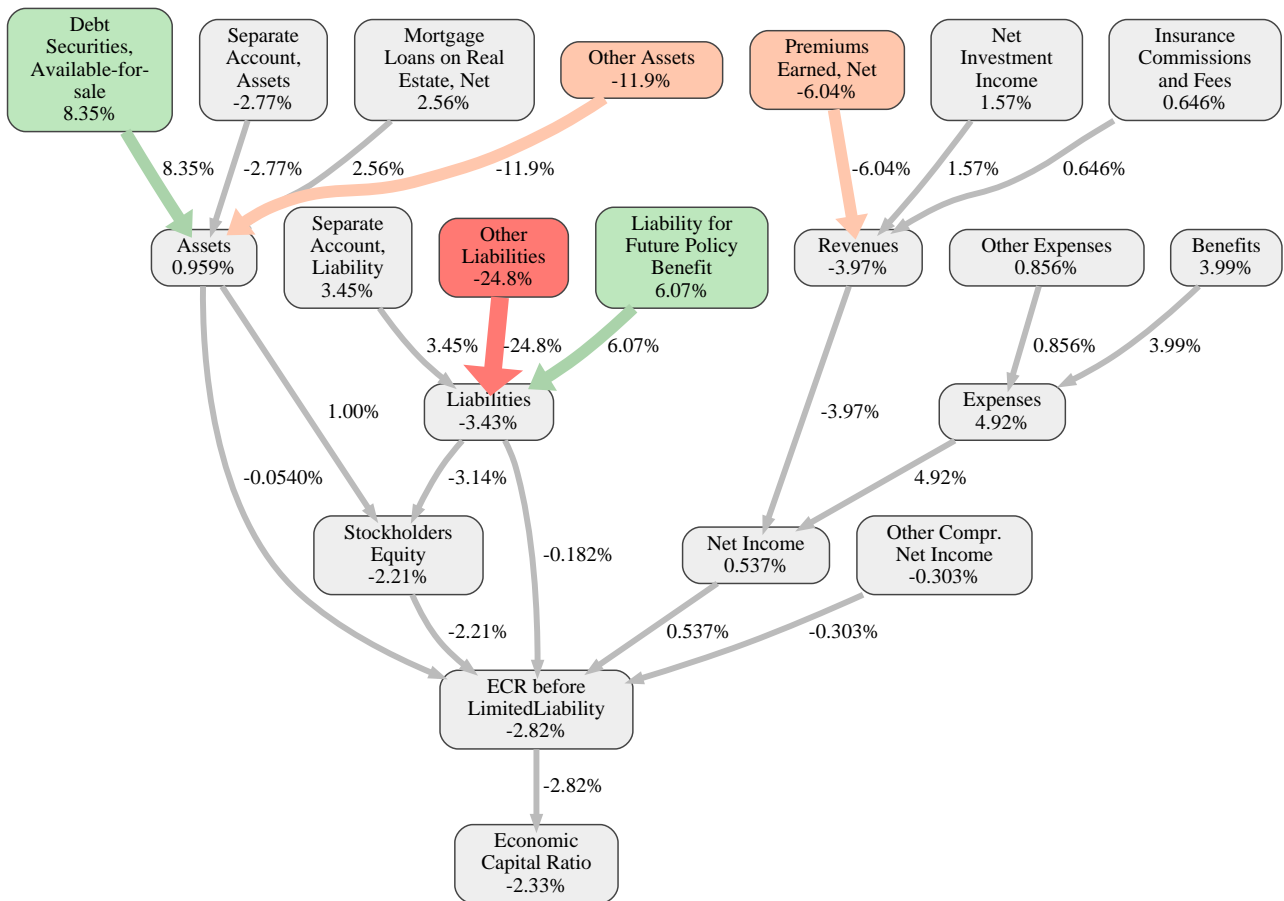 Debt
Securities,
Available-for-
sale
8.35%
Separate
Account,
Assets
-2.77%
Mortgage
Loans on Real
Estate, Net
2.56%
Other Assets
-11.9%
Premiums
Earned, Net
-6.04%
Net
Investment
Income
1.57%
Insurance
Commissions
and Fees
0.646%
8.35%
-2.77%
2.56%
-11.9%
-6.04%
1.57%
0.646%
Assets
0.959%
Separate
Account,
Liability
3.45%
Other
Liabilities
-24.8%
Liability for
Future Policy
Benefit
6.07%
Revenues
-3.97%
Other Expenses
0.856%
Benefits
3.99%
3.45%
-24.8%
6.07%
0.856%
3.99%
1.00%
Liabilities
-3.43%
-3.97%
Expenses
4.92%
-0.0540%
-3.14%
4.92%
Stockholders
Equity
-2.21%
-0.182%
Net Income
0.537%
Other Compr.
Net Income
-0.303%
-2.21%
0.537%
-0.303%
ECR before
LimitedLiability
-2.82%
-2.82%
Economic
Capital Ratio
-2.33%